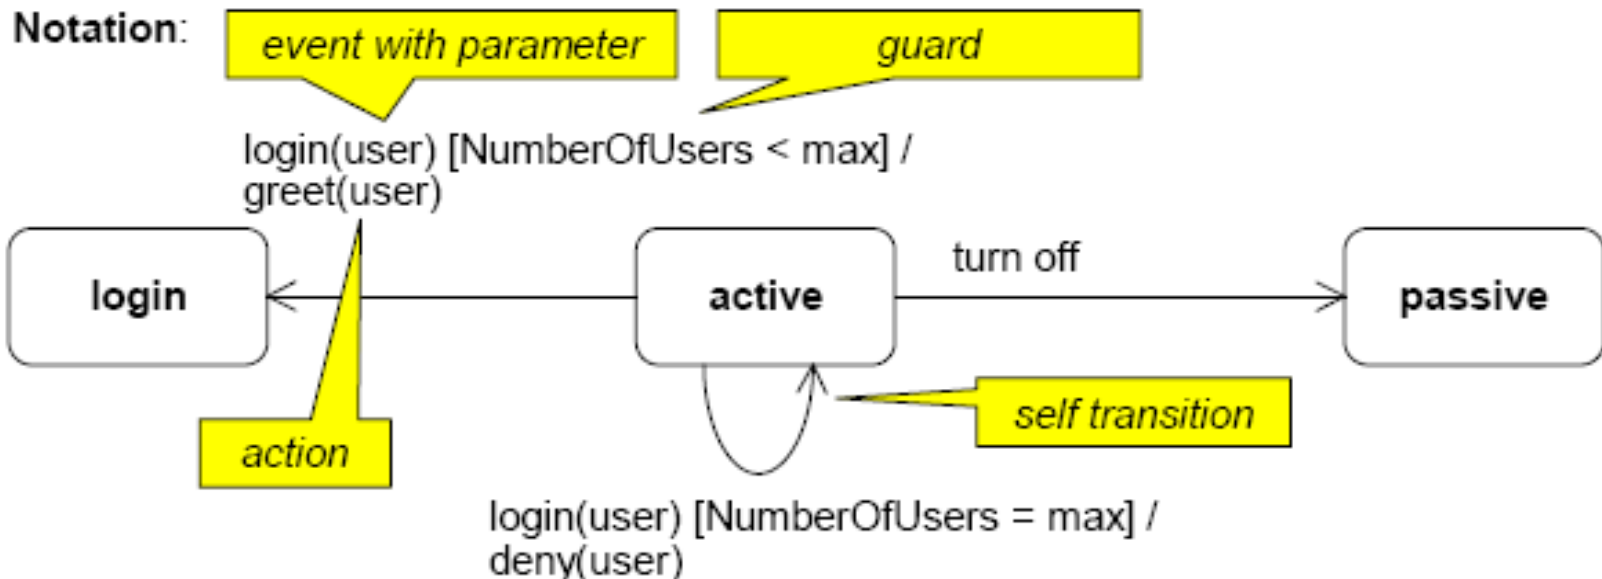 Notation:
event with parameter
guard
login(user) [NumberOfUsers < max] /
greet(user)
login
active
turn off
passive
action
self transition
login(user) [NumberOfUsers = max] /
deny(user)